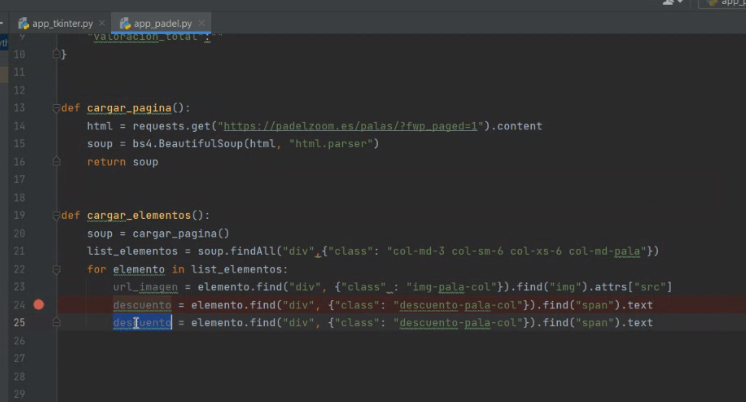 app_tkinter.py × app_padel.py ×
9 "valoracion_total":""
10 }
11
12
13 def cargar_pagina():
14 html = requests.get("https://padelzoom.es/palas/?fwp_paged=1").content
15 soup = bs4.BeautifulSoup(html, "html.parser")
16 return soup
17
18
19 def cargar_elementos():
20 soup = cargar_pagina()
21 list_elementos = soup.findAll("div",{"class": "col-md-3 col-sm-6 col-xs-6 col-md-pala"})
22 for elemento in list_elementos:
23 url_imagen = elemento.find("div", {"class" : "img-pala-col"}).find("img").attrs["src"]
24 descuento = elemento.find("div", {"class": "descuento-pala-col"}).find("span").text
25 descuento = elemento.find("div", {"class": "descuento-pala-col"}).find("span").text
26
27
28
29